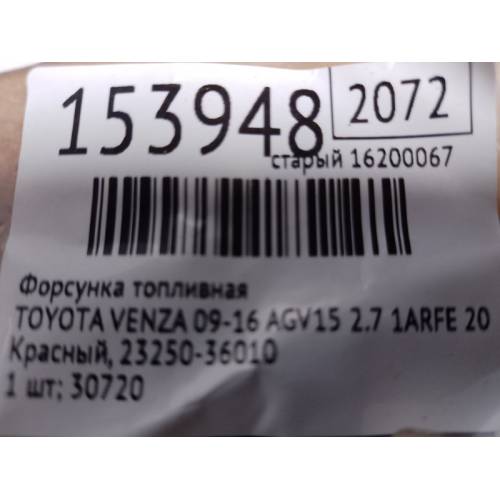 153948 2072
старый 16200067
Форсунка топливная
TOYOTA VENZA 09-16 AGV15 2.7 1ARFE 20
Красный, 23250-36010
1 шт; 30720